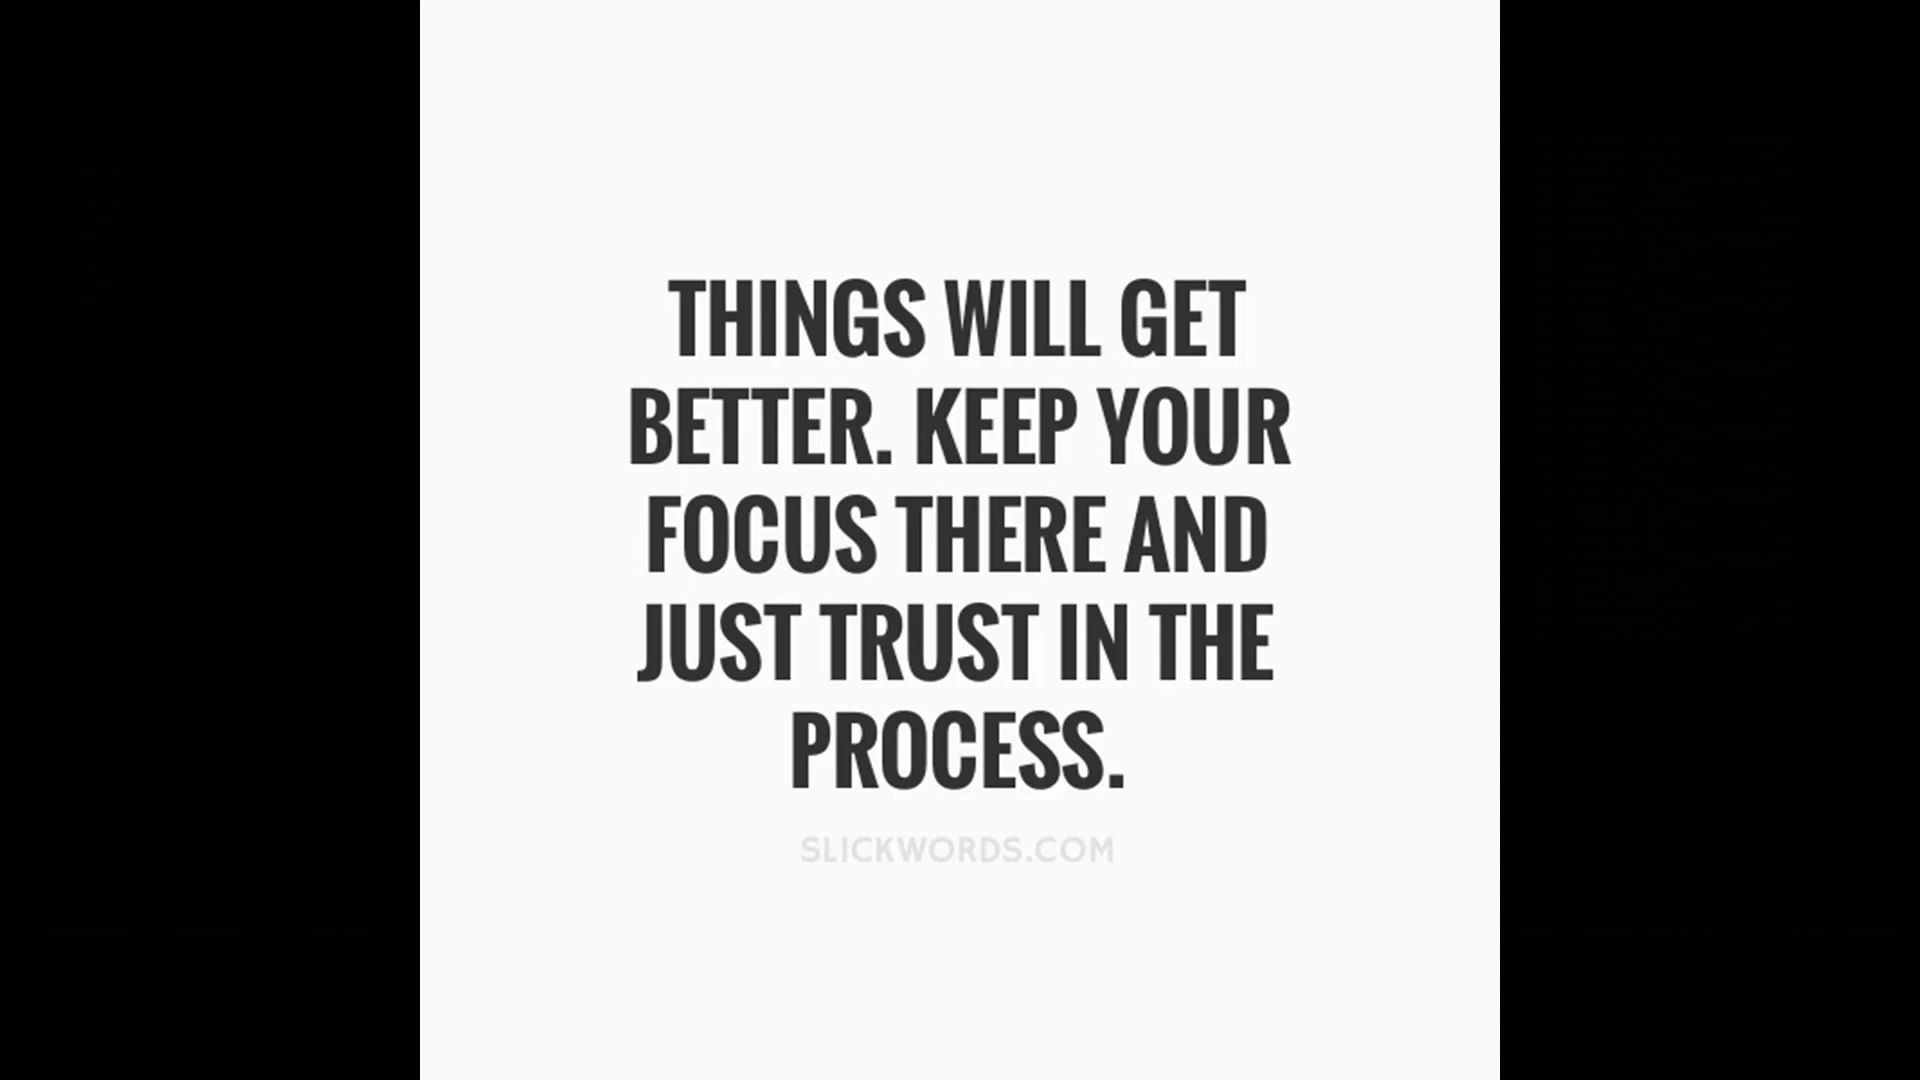 THINGS WILL GET
BETTER. KEEP YOUR
FOCUS THERE AND
JUST TRUST IN THE
PROCESS.
SLICKWORDS.COM